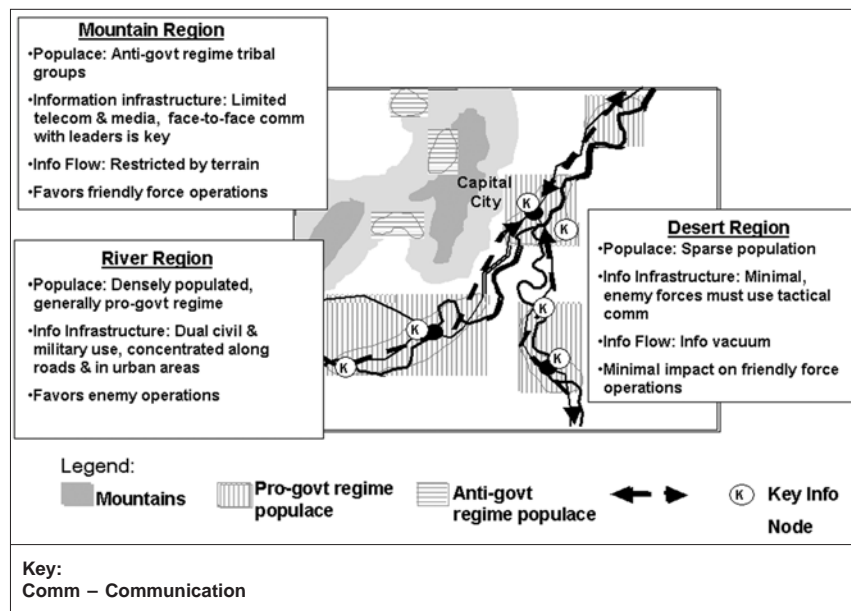 Mountain Region
•Populace: Anti-govt regime tribal
groups
•Information infrastructure: Limited
telecom & media, face-to-face comm
with leaders is key
•Info Flow: Restricted by terrain
•Favors friendly force operations
River Region
•Populace: Densely populated,
generally pro-govt regime
•Info Infrastructure: Dual civil &
military use, concentrated along
roads & in urban areas
•Favors enemy operations
Capital
City
K
K
K
K
K
K
Desert Region
•Populace: Sparse population
•Info Infrastructure: Minimal,
enemy forces must use tactical
comm
•Info Flow: Info vacuum
•Minimal impact on friendly force
operations
Legend:
Mountains
Pro-govt regime
populace
Anti-govt
regime populace
K Key Info
Node
Key:
Comm – Communication